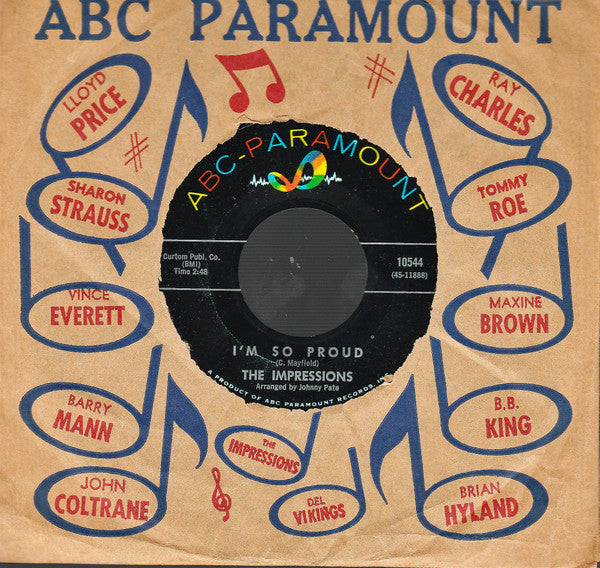 ABC PARAMOUNT
LLOYD
PRICE
RAY
CHARLES
SHARON
STRAUSS
TOMMY
ROE
VINCE
EVERETT
MAXINE
BROWN
BARRY
MANN
B.B.
KING
JOHN
COLTRANE
THE
IMPRESSIONS
DEL
VIKINGS
BRIAN
HYLAND
ABC-PARAMOUNT
Curtom Publ. Co.
(BMI)
Time 2:48
10544
(45-11888)
I'M SO PROUD
(C. Mayfield)
THE IMPRESSIONS
Arranged by Johnny Pate
A PRODUCT OF ABC PARAMOUNT RECORDS, IN